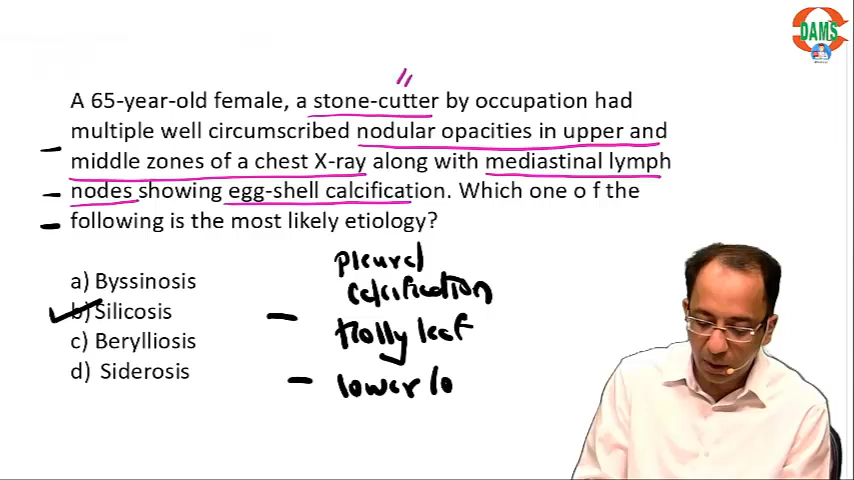 DAMS
A 65-year-old female, a stone-cutter by occupation had
multiple well circumscribed nodular opacities in upper and
middle zones of a chest X-ray along with mediastinal lymph
nodes showing egg-shell calcification. Which one o f the
following is the most likely etiology?
a) Byssinosis
b) Silicosis
c) Berylliosis
d) Siderosis
pleural
calcification
Holly leaf
lower lo